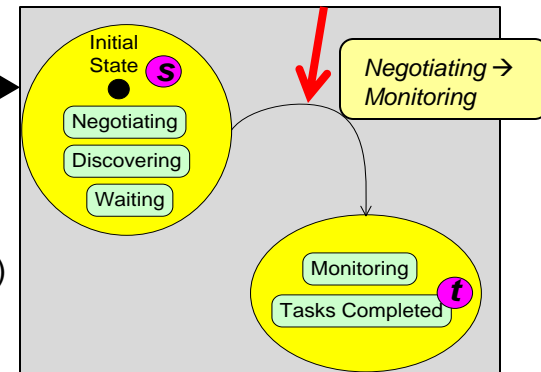 Initial
State
s
Negotiating
Discovering
Waiting
Negotiating →
Monitoring
)
Monitoring
Tasks Completed
t